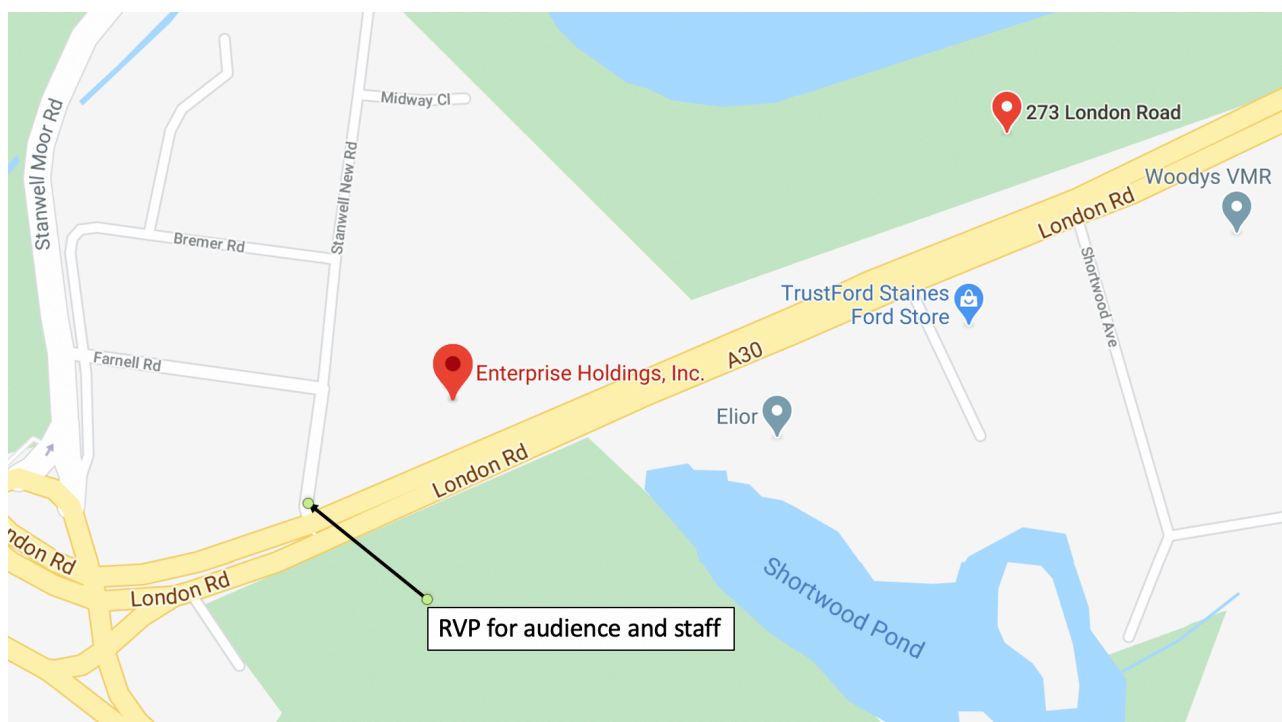 Stanwell Moor Rd
Midway Cl
273 London Road
Stanwell New Rd
Woodys VMR
London Rd
Bremer Rd
Shortwood Ave
TrustFord Staines
Ford Store
A30
Farnell Rd
Enterprise Holdings, Inc.
Elior
London Rd
ndon Rd
London Rd
Shortwood Pond
RVP for audience and staff